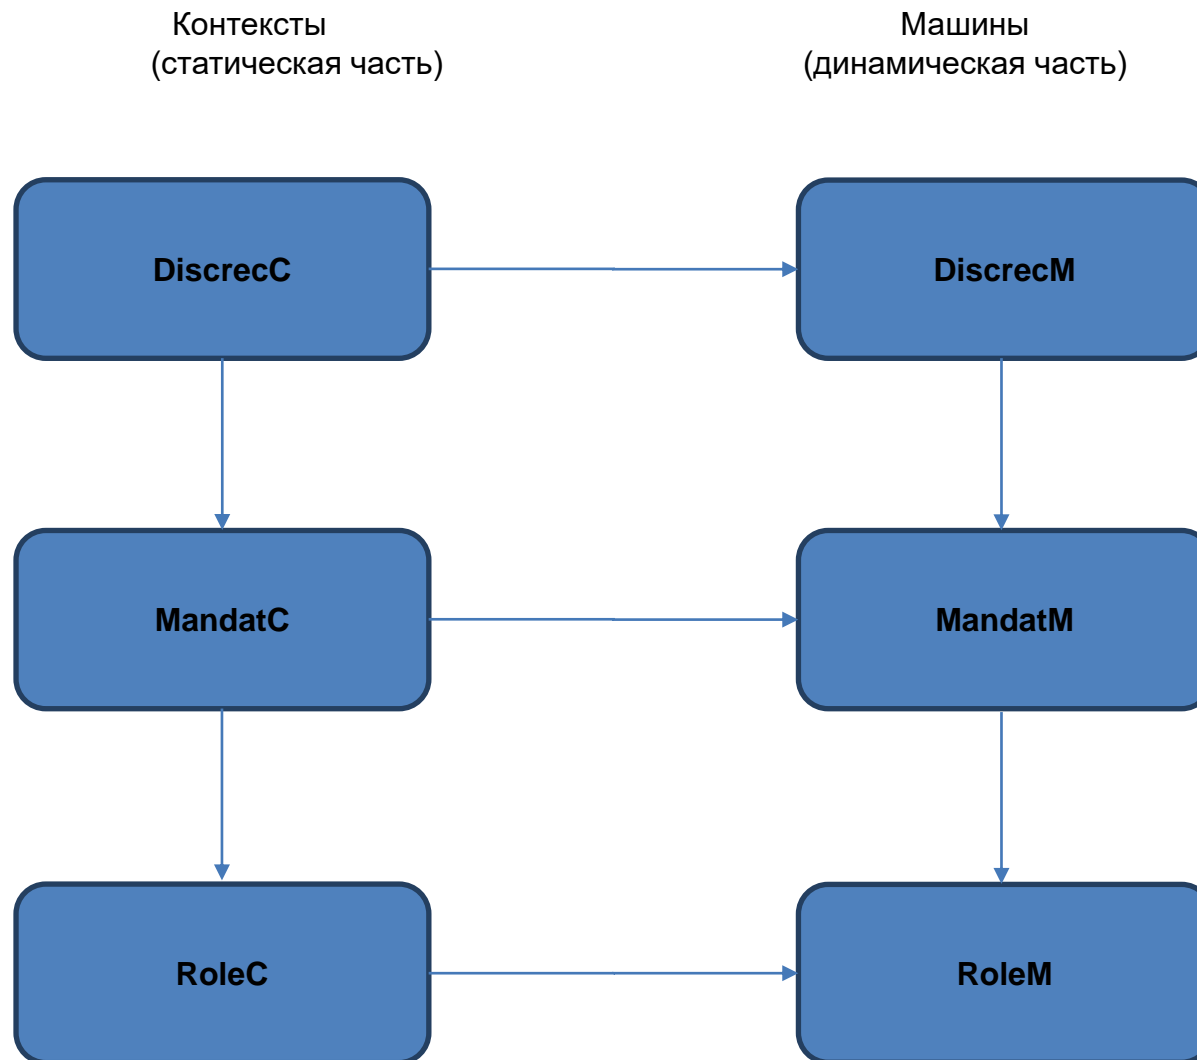 Контексты
(статическая часть)
Машины
(динамическая часть)
DiscrecC
DiscrecM
MandatC
MandatM
RoleC
RoleM